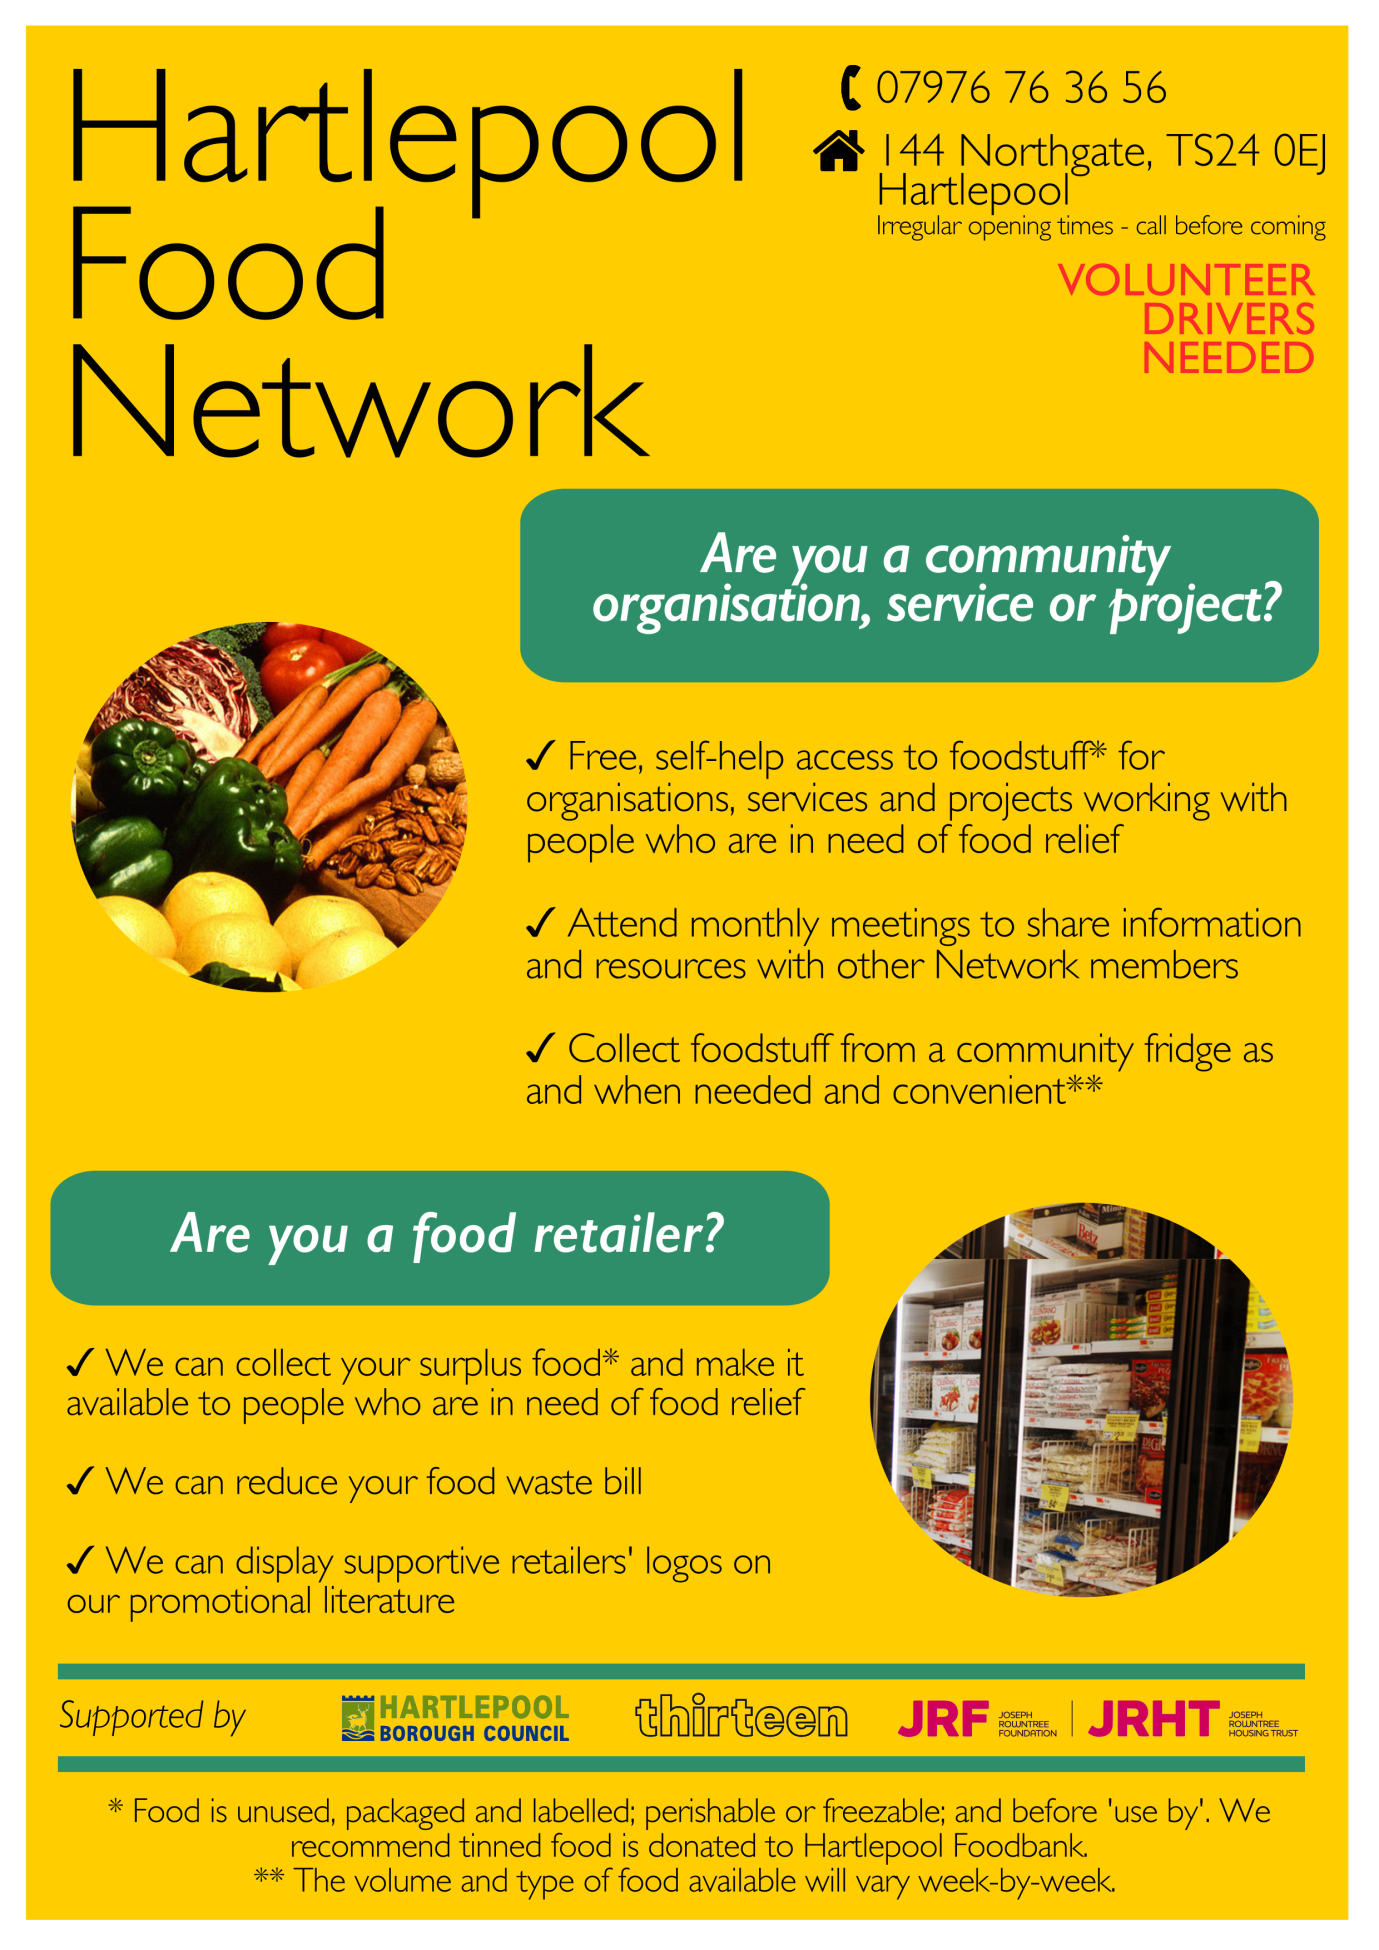 Hartlepool
Food
Network
07976 76 36 56
144 Northgate, TS24 0EJ
Hartlepool
Irregular opening times - call before coming
VOLUNTEER
DRIVERS
NEEDED
Are you a community
organisation, service or project?
✓ Free, self-help access to foodstuff* for
organisations, services and projects working with
people who are in need of food relief
✓ Attend monthly meetings to share information
and resources with other Network members
✓ Collect foodstuff from a community fridge as
and when needed and convenient**
Are you a food retailer?
✓ We can collect your surplus food* and make it
available to people who are in need of food relief
✓ We can reduce your food waste bill
✓ We can display supportive retailers' logos on
our promotional literature
Supported by
HARTLEPOOL
BOROUGH COUNCIL
thirteen
JRF JOSEPH
ROWNTREE
FOUNDATION
JRHT JOSEPH
ROWNTREE
HOUSING TRUST
* Food is unused, packaged and labelled; perishable or freezable; and before 'use by'. We
recommend tinned food is donated to Hartlepool Foodbank.
** The volume and type of food available will vary week-by-week.